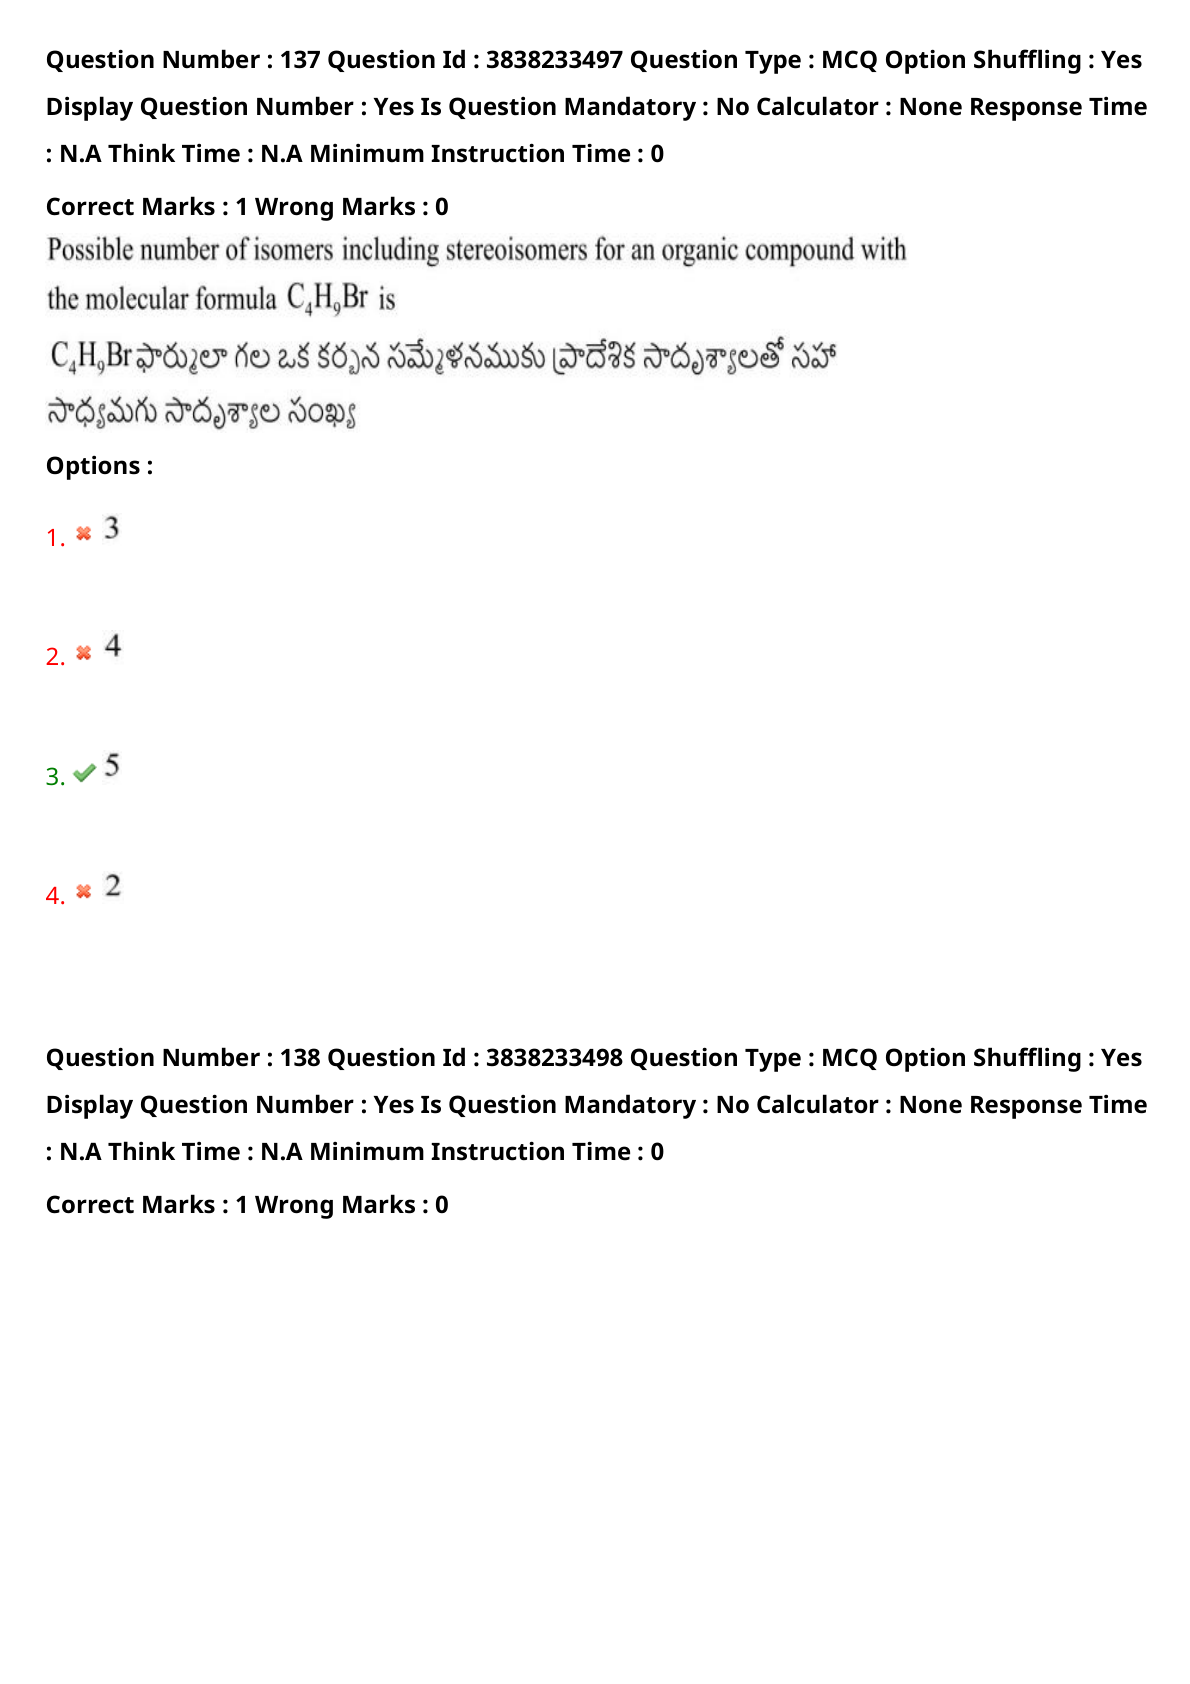 Question Number : 137 Question Id : 3838233497 Question Type : MCQ Option Shuffling : Yes
Display Question Number : Yes Is Question Mandatory : No Calculator : None Response Time
: N.A Think Time : N.A Minimum Instruction Time : 0
Correct Marks : 1 Wrong Marks : 0
Possible number of isomers including stereoisomers for an organic compound with
the molecular formula C₄H₉Br is
C₄H₉Br ఫార్ములా గల ఒక కర్బన సమ్మేళనముకు ప్రాదేశిక సాదృశ్యాలతో సహా
సాధ్యమగు సాదృశ్యాల సంఖ్య
Options :
1. 3
2. 4
3. 5
4. 2
Question Number : 138 Question Id : 3838233498 Question Type : MCQ Option Shuffling : Yes
Display Question Number : Yes Is Question Mandatory : No Calculator : None Response Time
: N.A Think Time : N.A Minimum Instruction Time : 0
Correct Marks : 1 Wrong Marks : 0